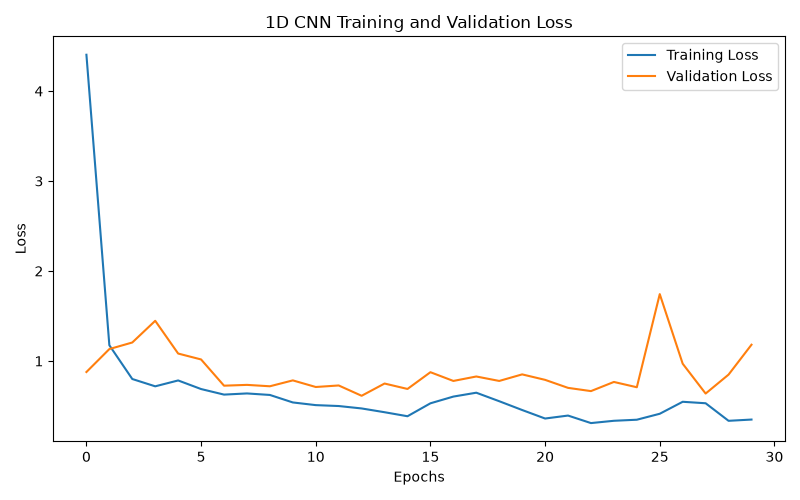 1D CNN Training and Validation Loss
Training Loss
Validation Loss
Loss
4
3
2
1
0 5 10 15 20 25 30
Epochs